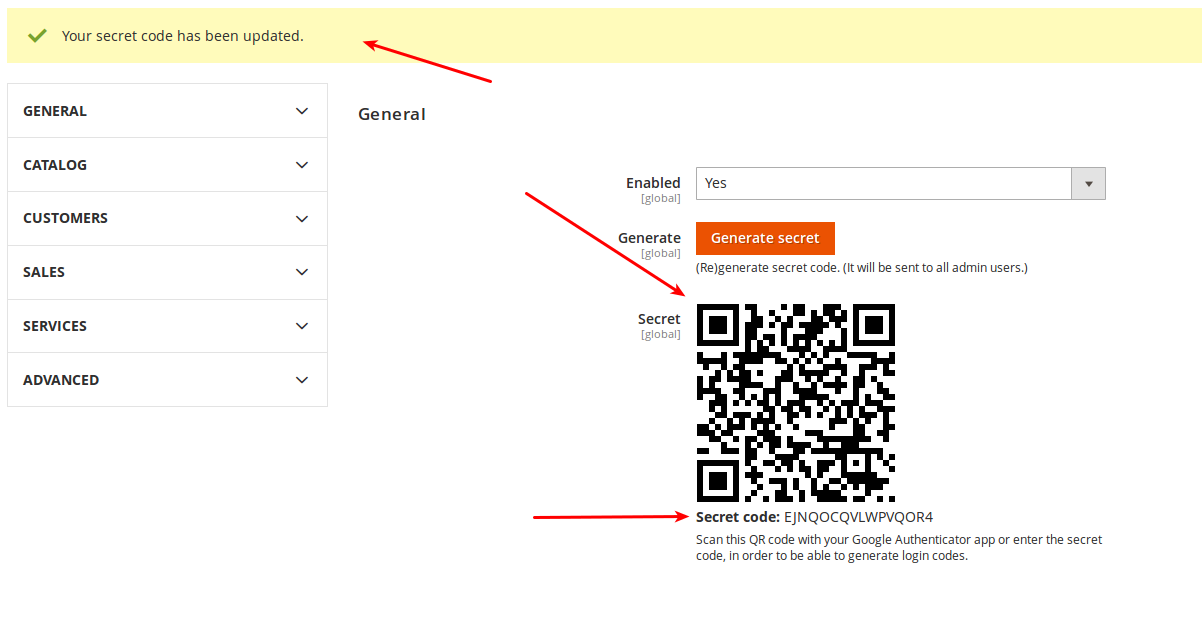 Your secret code has been updated.
GENERAL
CATALOG
CUSTOMERS
SALES
SERVICES
ADVANCED
General
Enabled
[global]
Yes
Generate
[global]
Generate secret
(Re)generate secret code. (It will be sent to all admin users.)
Secret
[global]
Secret code: EJNQOCQVLWPVQOR4
Scan this QR code with your Google Authenticator app or enter the secret
code, in order to be able to generate login codes.